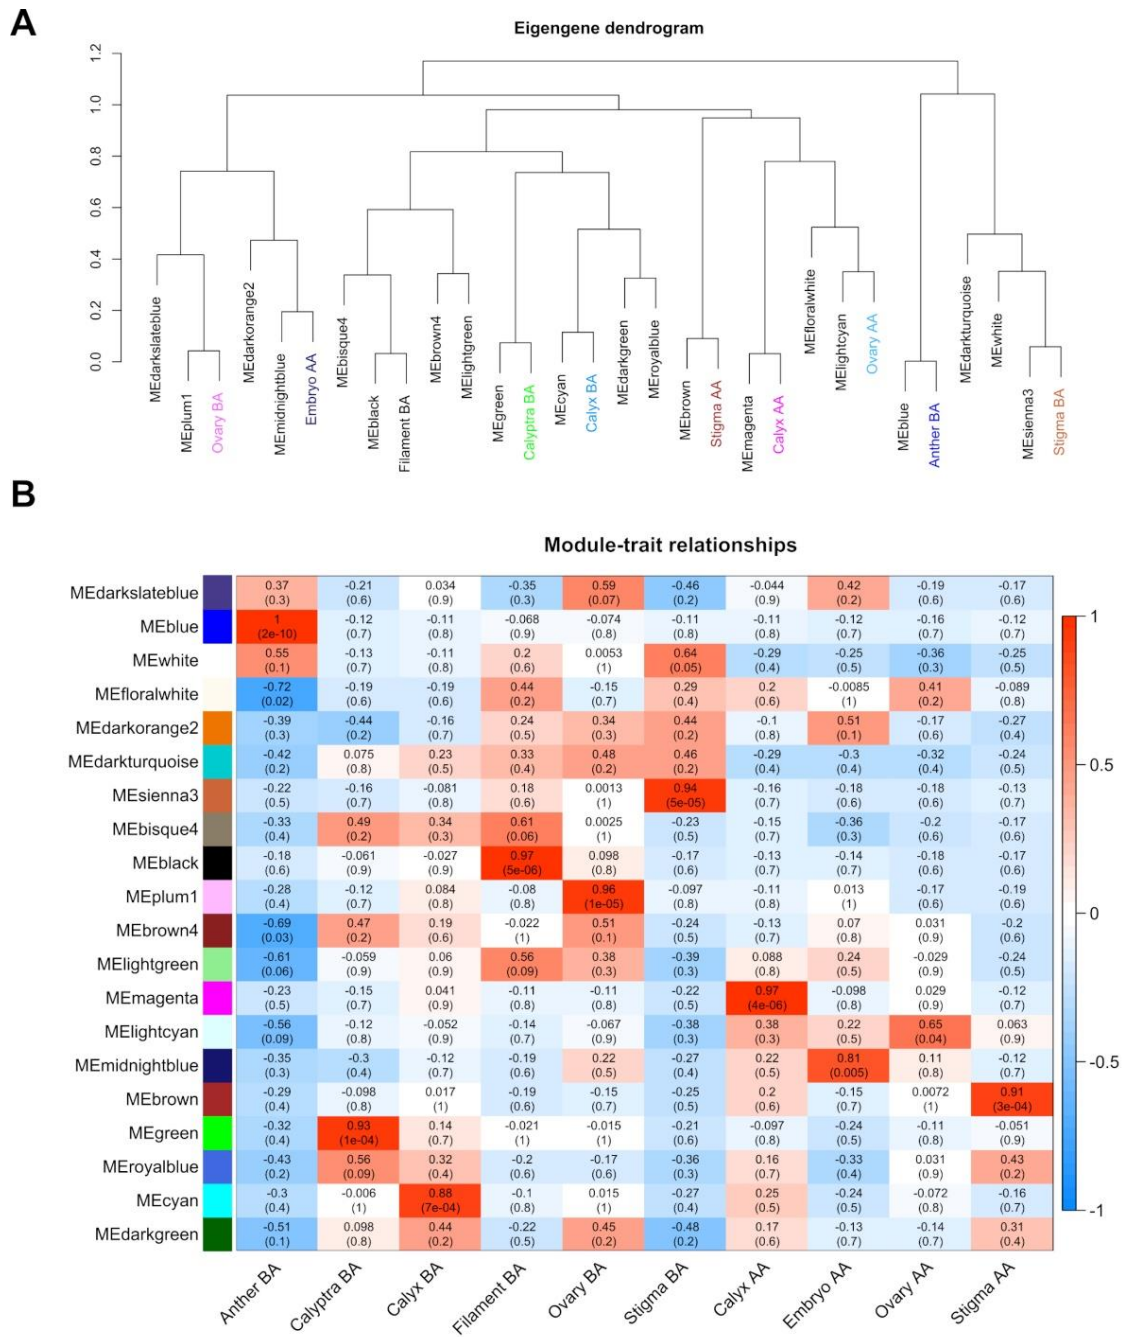 A
Eigengene dendrogram
1.2
1.0
0.8
0.6
0.4
0.2
0.0
MEdarkslateblue
MEplum1
Ovary BA
MEdarkorange2
MEmidnightblue
Embryo AA
MEbisque4
MEblack
Filament BA
MEbrown4
MElightgreen
MEgreen
Calyptra BA
MEcyan
Calyx BA
MEdarkgreen
MEroyalblue
MEbrown
Stigma AA
MEmagenta
Calyx AA
MEfloralwhite
MElightcyan
Ovary AA
MEblue
Anther BA
MEdarkturquoise
MEwhite
MEsienna3
Stigma BA
B
Module-trait relationships
MEdarkslateblue 0.37 -0.21 0.034 -0.35 0.59 -0.46 -0.044 0.42 -0.19 -0.17
(0.3) (0.6) (0.9) (0.3) (0.07) (0.2) (0.9) (0.2) (0.6) (0.6)
MEblue 1 -0.12 -0.11 -0.068 -0.074 -0.11 -0.11 -0.12 -0.16 -0.12
(2e-10) (0.7) (0.8) (0.9) (0.8) (0.8) (0.8) (0.7) (0.7) (0.7)
MEwhite 0.55 -0.13 -0.11 0.2 0.0053 0.64 -0.29 -0.25 -0.36 -0.25
(0.1) (0.7) (0.8) (0.6) (1) (0.05) (0.4) (0.5) (0.3) (0.5)
MEfloralwhite -0.72 -0.19 -0.19 0.44 -0.15 0.29 0.2 -0.0085 0.41 -0.089
(0.02) (0.6) (0.6) (0.2) (0.7) (0.4) (0.6) (1) (0.2) (0.8)
MEdarkorange2 -0.39 -0.44 -0.16 0.24 0.34 0.44 -0.1 0.51 -0.17 -0.27
(0.3) (0.2) (0.7) (0.5) (0.3) (0.2) (0.8) (0.1) (0.6) (0.4)
MEdarkturquoise -0.42 0.075 0.23 0.33 0.48 0.46 -0.29 -0.3 -0.32 -0.24
(0.2) (0.8) (0.5) (0.4) (0.2) (0.2) (0.4) (0.4) (0.4) (0.5)
MEsienna3 -0.22 -0.16 -0.081 0.18 0.0013 0.94 -0.16 -0.18 -0.18 -0.13
(0.5) (0.7) (0.8) (0.6) (1) (5e-05) (0.7) (0.6) (0.6) (0.7)
MEbisque4 -0.33 0.49 0.34 0.61 0.0025 -0.23 -0.15 -0.36 -0.2 -0.17
(0.4) (0.2) (0.3) (0.06) (1) (0.5) (0.7) (0.3) (0.6) (0.6)
MEblack -0.18 -0.061 -0.027 0.97 0.098 -0.17 -0.13 -0.14 -0.18 -0.17
(0.6) (0.9) (0.9) (5e-06) (0.8) (0.6) (0.7) (0.7) (0.6) (0.6)
MEplum1 -0.28 -0.12 0.084 -0.08 0.96 -0.097 -0.11 0.013 -0.17 -0.19
(0.4) (0.7) (0.8) (0.8) (1e-05) (0.8) (0.8) (1) (0.6) (0.6)
MEbrown4 -0.69 0.47 0.19 -0.022 0.51 -0.24 -0.13 0.07 0.031 -0.2
(0.03) (0.2) (0.6) (1) (0.1) (0.5) (0.7) (0.8) (0.9) (0.6)
MElightgreen -0.61 -0.059 0.06 0.56 0.38 -0.39 0.088 0.24 -0.029 -0.24
(0.06) (0.9) (0.9) (0.09) (0.3) (0.3) (0.8) (0.5) (0.9) (0.5)
MEmagenta -0.23 -0.15 0.041 -0.11 -0.11 -0.22 0.97 -0.098 0.029 -0.12
(0.5) (0.7) (0.9) (0.8) (0.8) (0.5) (4e-06) (0.8) (0.9) (0.7)
MElightcyan -0.56 -0.12 -0.052 -0.14 -0.067 -0.38 0.38 0.22 0.65 0.063
(0.09) (0.8) (0.9) (0.7) (0.9) (0.3) (0.3) (0.5) (0.04) (0.9)
MEmidnightblue -0.35 -0.3 -0.12 -0.19 0.22 -0.27 0.22 0.81 0.11 -0.12
(0.3) (0.4) (0.7) (0.6) (0.5) (0.4) (0.5) (0.005) (0.8) (0.7)
MEbrown -0.29 -0.098 0.017 -0.19 -0.15 -0.25 0.2 -0.15 0.0072 0.91
(0.4) (0.8) (1) (0.6) (0.7) (0.5) (0.6) (0.7) (1) (3e-04)
MEgreen -0.32 0.93 0.14 -0.021 -0.015 -0.21 -0.097 -0.24 -0.11 -0.051
(0.4) (1e-04) (0.7) (1) (1) (0.6) (0.8) (0.5) (0.8) (0.9)
MEroyalblue -0.43 0.56 0.32 -0.2 -0.17 -0.36 0.16 -0.33 0.031 0.43
(0.2) (0.09) (0.4) (0.6) (0.6) (0.3) (0.7) (0.4) (0.9) (0.2)
MEcyan -0.3 -0.006 0.88 -0.1 0.015 -0.27 0.25 -0.24 -0.072 -0.16
(0.4) (1) (7e-04) (0.8) (1) (0.4) (0.5) (0.5) (0.8) (0.7)
MEdarkgreen -0.51 0.098 0.44 -0.22 0.45 -0.48 0.17 -0.13 -0.14 0.31
(0.1) (0.8) (0.2) (0.5) (0.2) (0.2) (0.6) (0.7) (0.7) (0.4)
1
0.5
0
-0.5
-1
Anther BA
Calyptra BA
Calyx BA
Filament BA
Ovary BA
Stigma BA
Calyx AA
Embryo AA
Ovary AA
Stigma AA